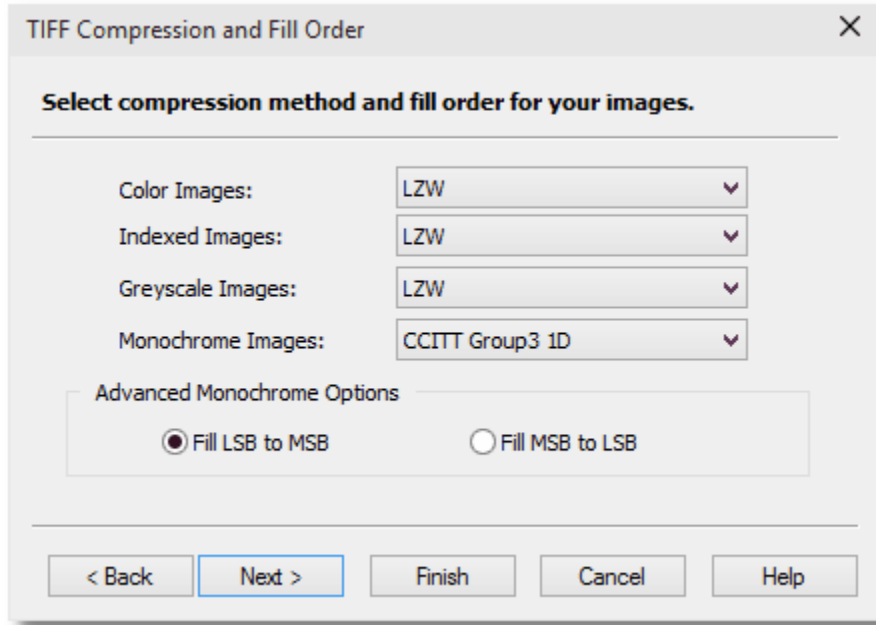 TIFF Compression and Fill Order
Select compression method and fill order for your images.
Color Images: LZW
Indexed Images: LZW
Greyscale Images: LZW
Monochrome Images: CCITT Group3 1D
Advanced Monochrome Options
Fill LSB to MSB Fill MSB to LSB
< Back Next > Finish Cancel Help